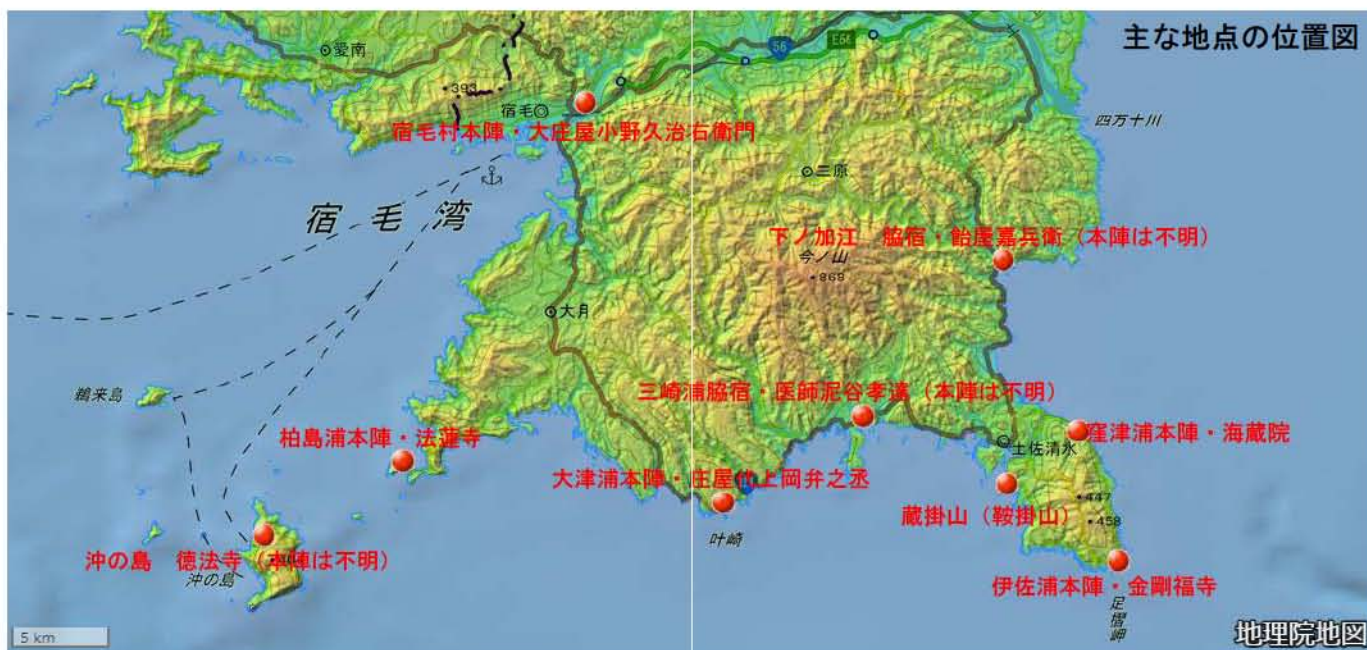 主な地点の位置図
愛南
56
E56
393
宿毛
宿毛村本陣・大庄屋小野久治右衛門
四万十川
三原
宿毛湾
下ノ加江 脇宿・飴屋嘉兵衛（本陣は不明）
今ノ山
868
大月
鵜来島
三崎浦脇宿・医師泥谷孝遠（本陣は不明）
柏島浦本陣・法蓮寺
窪津浦本陣・海蔵院
土佐清水
大津浦本陣・庄屋代上岡弁之丞
447
蔵掛山（鞍掛山）
458
叶崎
沖の島 徳法寺（本陣は不明）
沖の島
伊佐浦本陣・金剛福寺
足摺岬
5 km
地理院地図